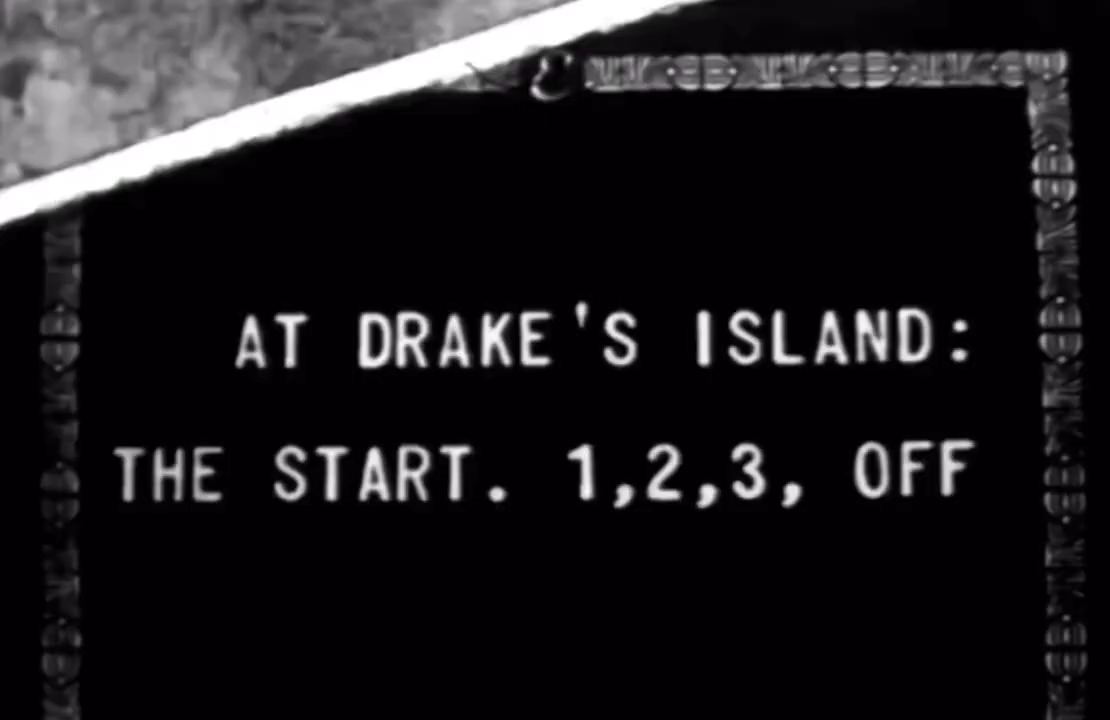 AT DRAKE'S ISLAND:
THE START. 1,2,3, OFF